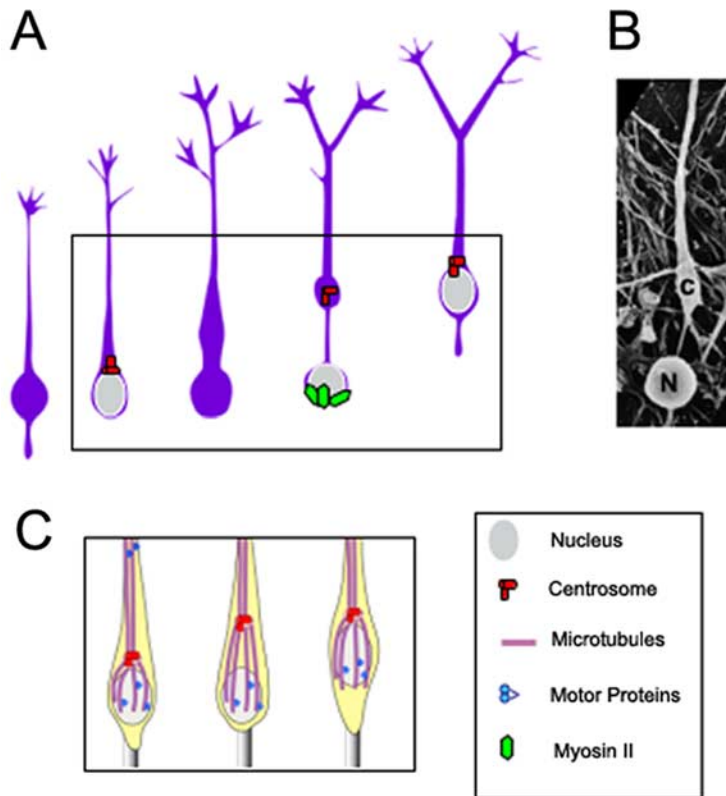 A
B
C
N
C
Nucleus
Centrosome
Microtubules
Motor Proteins
Myosin II